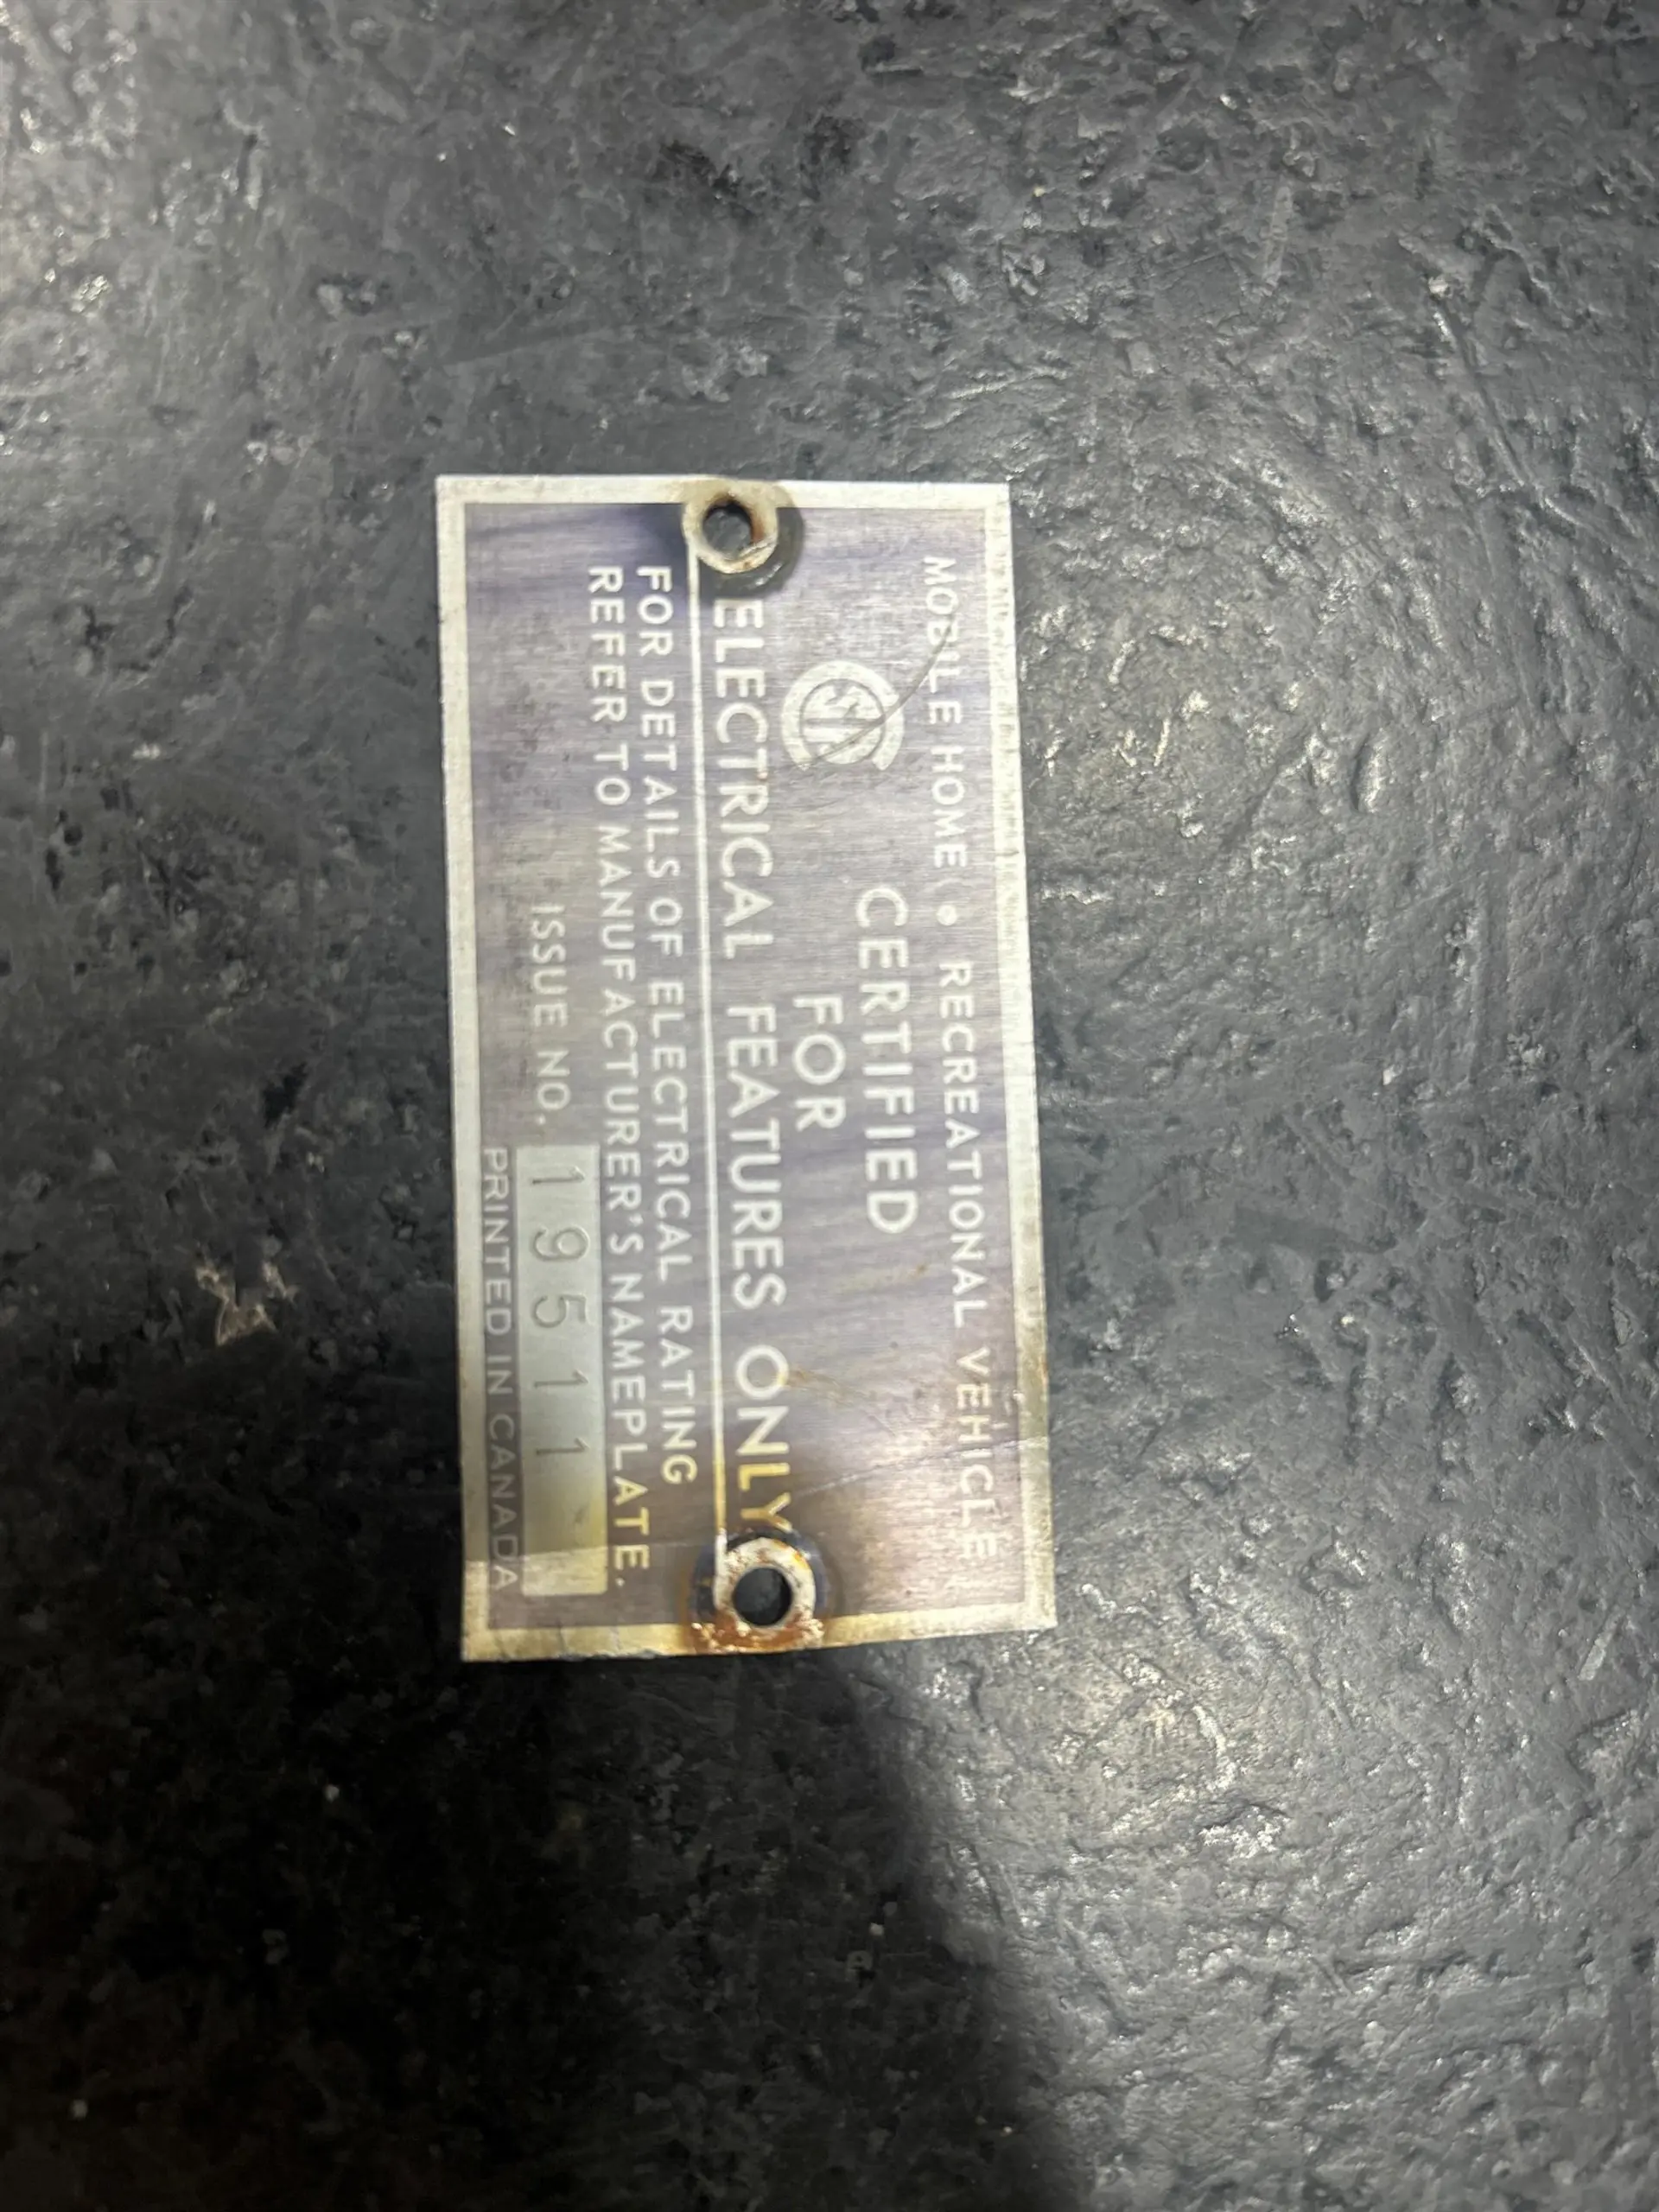 MOBILE HOME • RECREATIONAL VEHICLE
CERTIFIED
FOR
ELECTRICAL FEATURES ONLY
FOR DETAILS OF ELECTRICAL RATING
REFER TO MANUFACTURER'S NAMEPLATE.
ISSUE NO. 19511
PRINTED IN CANADA